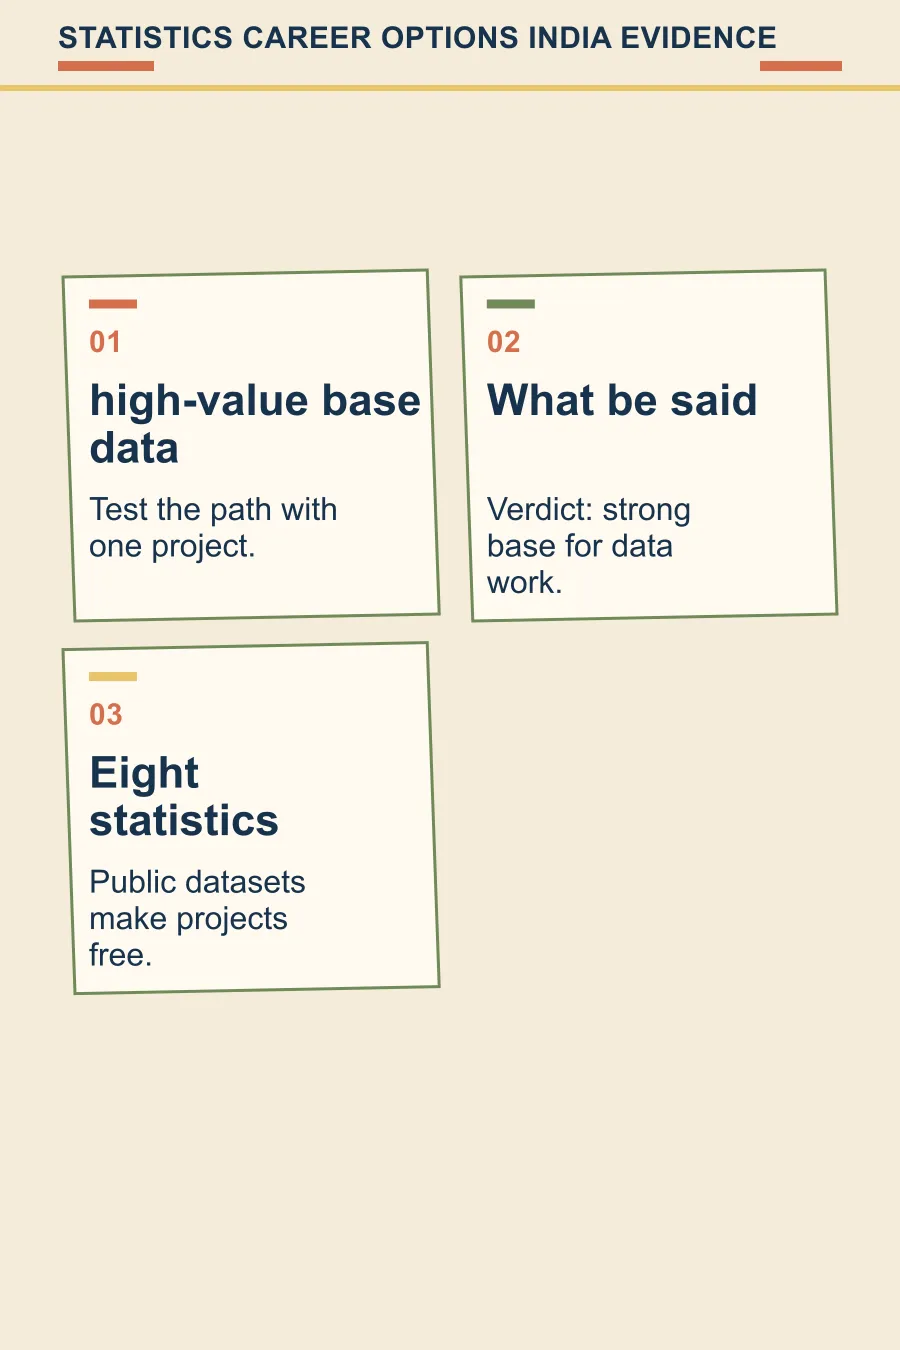 STATISTICS CAREER OPTIONS INDIA EVIDENCE
01
high-value base
data
Test the path with
one project.
02
What be said
Verdict: strong
base for data
work.
03
Eight
statistics
Public datasets
make projects
free.